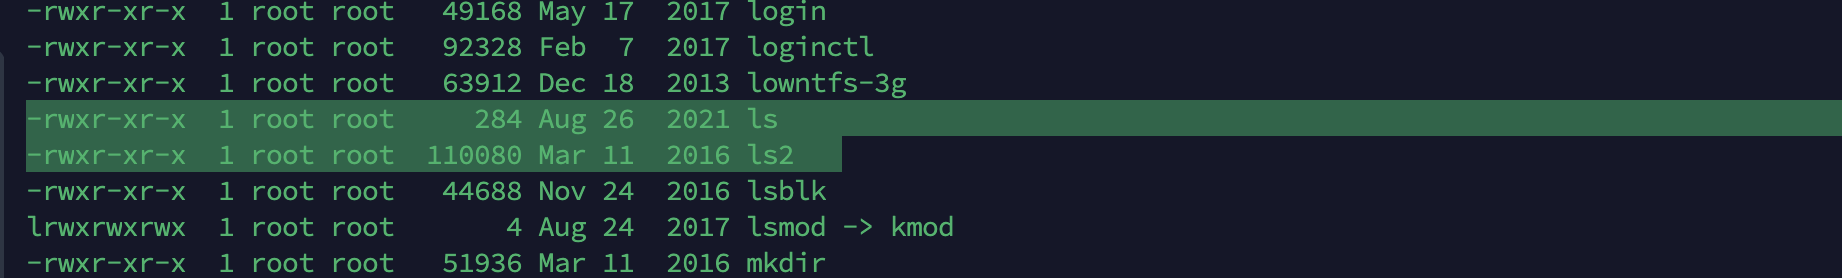 -rwxr-xr-x  1 root root   49168 May 17  2017 login
-rwxr-xr-x  1 root root   92328 Feb  7  2017 loginctl
-rwxr-xr-x  1 root root   63912 Dec 18  2013 lowntfs-3g
-rwxr-xr-x  1 root root     284 Aug 26  2021 ls
-rwxr-xr-x  1 root root  110080 Mar 11  2016 ls2
-rwxr-xr-x  1 root root   44688 Nov 24  2016 lsblk
lrwxrwxrwx  1 root root       4 Aug 24  2017 lsmod -> kmod
-rwxr-xr-x  1 root root   51936 Mar 11  2016 mkdir